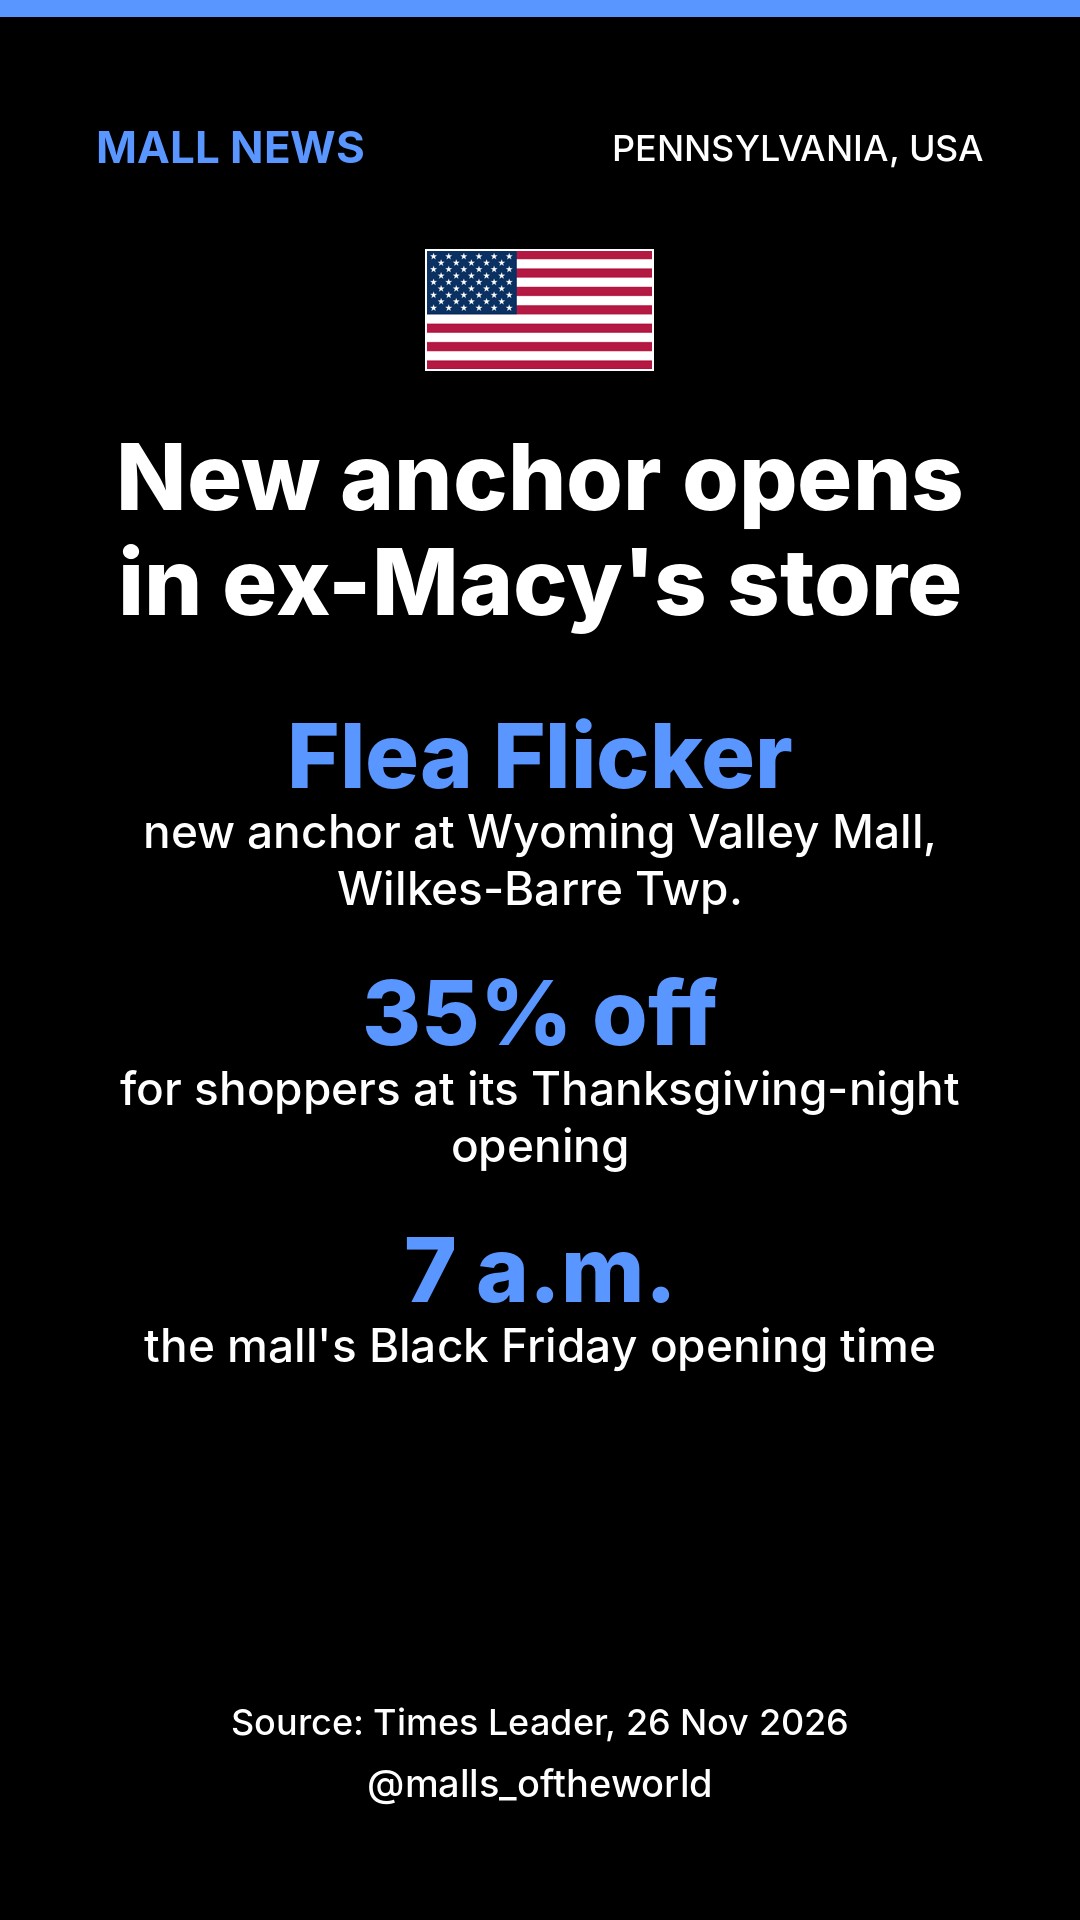 MALL NEWS
PENNSYLVANIA, USA
New anchor opens
in ex-Macy's store
Flea Flicker
new anchor at Wyoming Valley Mall,
Wilkes-Barre Twp.
35% off
for shoppers at its Thanksgiving-night
opening
7 a.m.
the mall's Black Friday opening time
Source: Times Leader, 26 Nov 2026
@malls_oftheworld